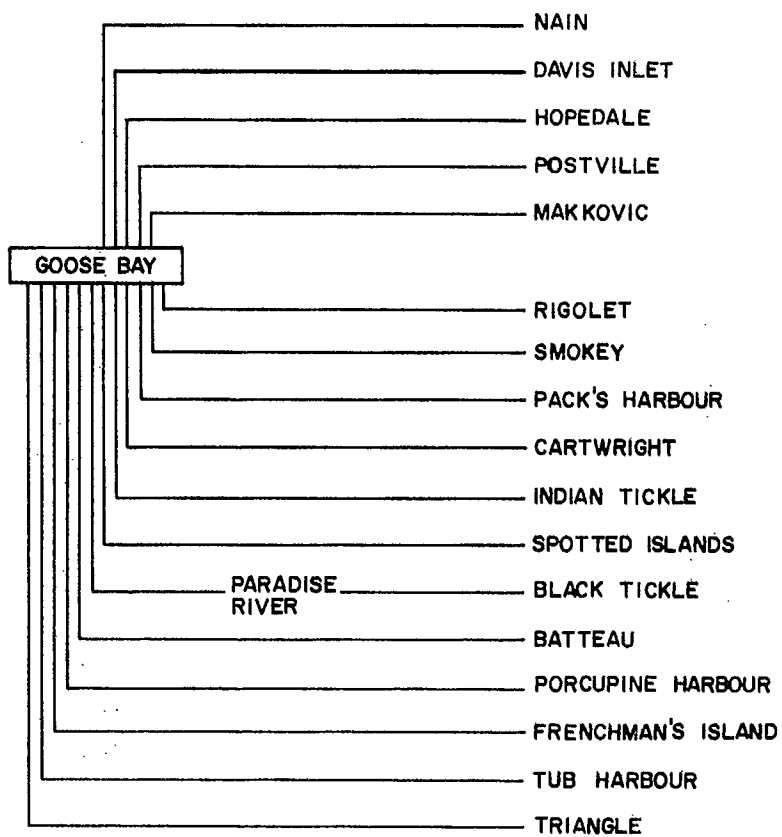 NAIN
DAVIS INLET
HOPEDALE
POSTVILLE
MAKKOVIC
GOOSE BAY
RIGOLET
SMOKEY
PACK'S HARBOUR
CARTWRIGHT
INDIAN TICKLE
SPOTTED ISLANDS
PARADISE
RIVER
BLACK TICKLE
BATTEAU
PORCUPINE HARBOUR
FRENCHMAN'S ISLAND
TUB HARBOUR
TRIANGLE